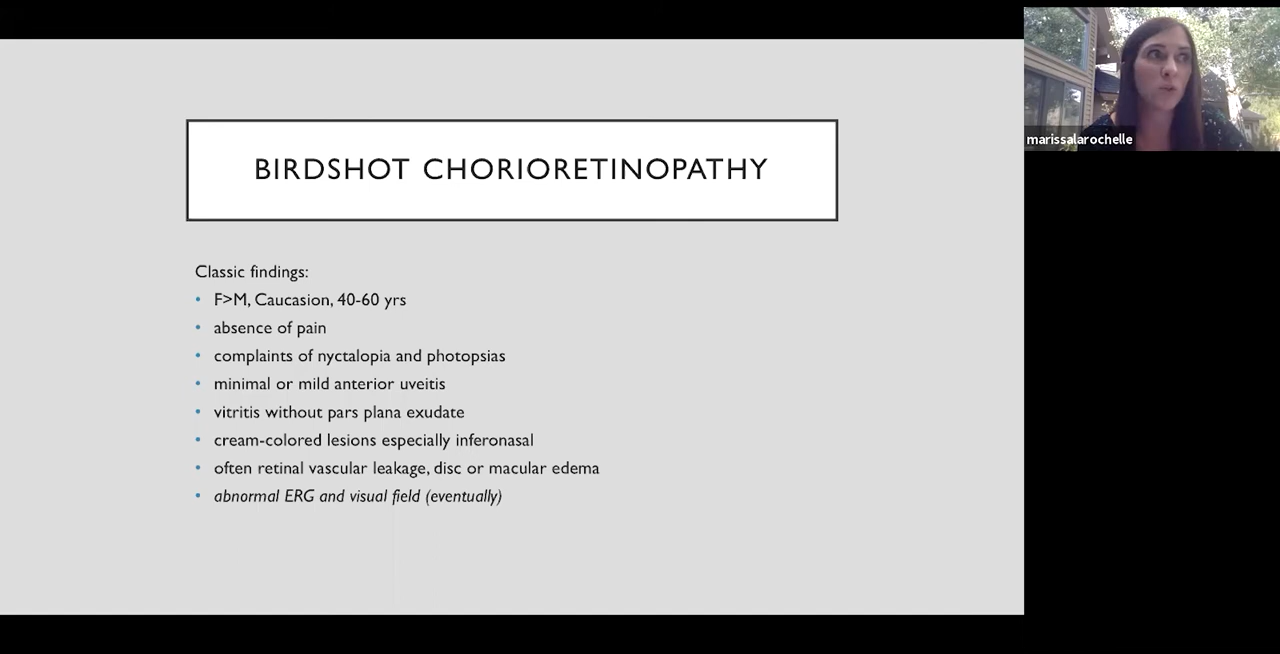 BIRDSHOT CHORIORETINOPATHY
Classic findings:
• F>M, Caucasion, 40-60 yrs
• absence of pain
• complaints of nyctalopia and photopsias
• minimal or mild anterior uveitis
• vitritis without pars plana exudate
• cream-colored lesions especially inferonasal
• often retinal vascular leakage, disc or macular edema
• abnormal ERG and visual field (eventually)
marissalarochelle